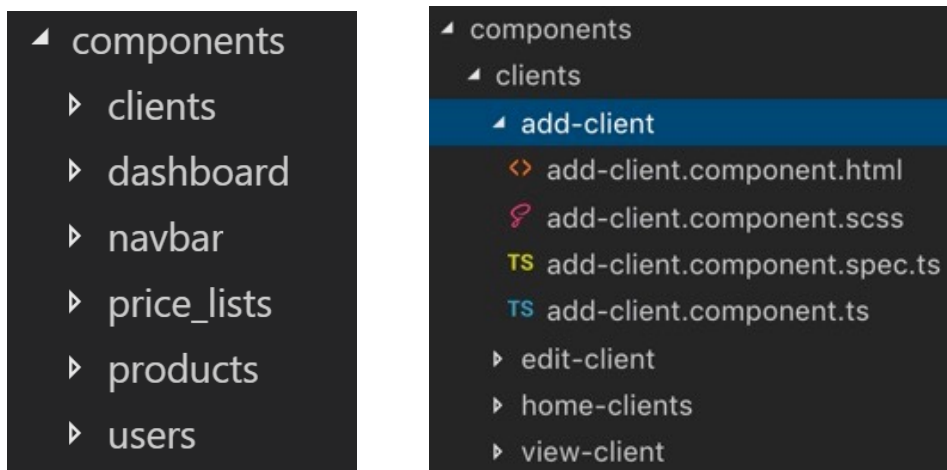 components
clients
dashboard
navbar
price_lists
products
users
components
clients
add-client
<> add-client.component.html
add-client.component.scss
TS add-client.component.spec.ts
TS add-client.component.ts
edit-client
home-clients
view-client